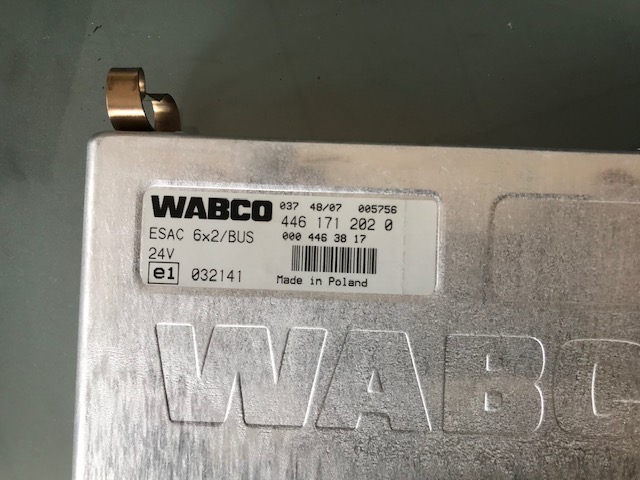 WABCO 037 48/07 005756
446 171 202 0
ESAC 6x2/BUS 000 446 38 17
24V
e1 032141 Made in Poland
WABC